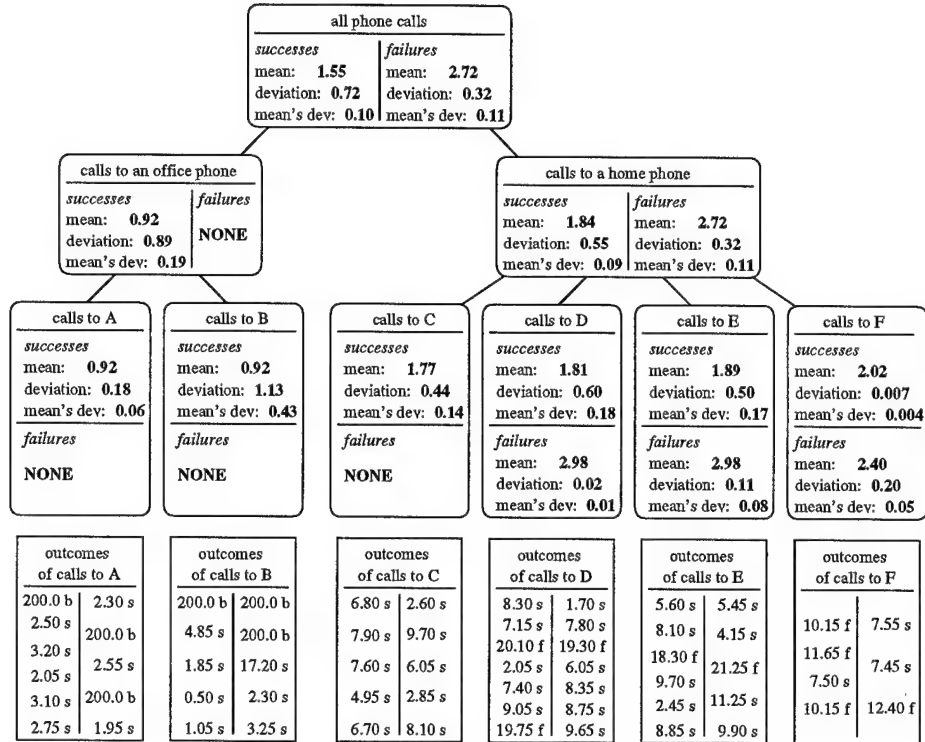 all phone calls
successes
mean: 1.55
deviation: 0.72
mean's dev: 0.10
failures
mean: 2.72
deviation: 0.32
mean's dev: 0.11
calls to an office phone
successes
mean: 0.92
deviation: 0.89
mean's dev: 0.19
failures
NONE
calls to a home phone
successes
mean: 1.84
deviation: 0.55
mean's dev: 0.09
failures
mean: 2.72
deviation: 0.32
mean's dev: 0.11
calls to A
successes
mean: 0.92
deviation: 0.18
mean's dev: 0.06
failures
NONE
calls to B
successes
mean: 0.92
deviation: 1.13
mean's dev: 0.43
failures
NONE
calls to C
successes
mean: 1.77
deviation: 0.44
mean's dev: 0.14
failures
NONE
calls to D
successes
mean: 1.81
deviation: 0.60
mean's dev: 0.18
failures
mean: 2.98
deviation: 0.02
mean's dev: 0.01
calls to E
successes
mean: 1.89
deviation: 0.50
mean's dev: 0.17
failures
mean: 2.98
deviation: 0.11
mean's dev: 0.08
calls to F
successes
mean: 2.02
deviation: 0.007
mean's dev: 0.004
failures
mean: 2.40
deviation: 0.20
mean's dev: 0.05
outcomes
of calls to A
200.0 b
2.50 s
3.20 s
2.05 s
3.10 s
2.75 s
2.30 s
200.0 b
2.55 s
200.0 b
1.95 s
outcomes
of calls to B
200.0 b
4.85 s
1.85 s
0.50 s
1.05 s
200.0 b
200.0 b
17.20 s
2.30 s
3.25 s
outcomes
of calls to C
6.80 s
7.90 s
7.60 s
4.95 s
6.70 s
2.60 s
9.70 s
6.05 s
2.85 s
8.10 s
outcomes
of calls to D
8.30 s
7.15 s
20.10 f
2.05 s
7.40 s
9.05 s
19.75 f
1.70 s
7.80 s
19.30 f
6.05 s
8.35 s
8.75 s
9.65 s
outcomes
of calls to E
5.60 s
8.10 s
18.30 f
9.70 s
2.45 s
8.85 s
5.45 s
4.15 s
21.25 f
11.25 s
9.90 s
outcomes
of calls to F
10.15 f
11.65 f
7.50 s
10.15 f
7.55 s
7.45 s
12.40 f